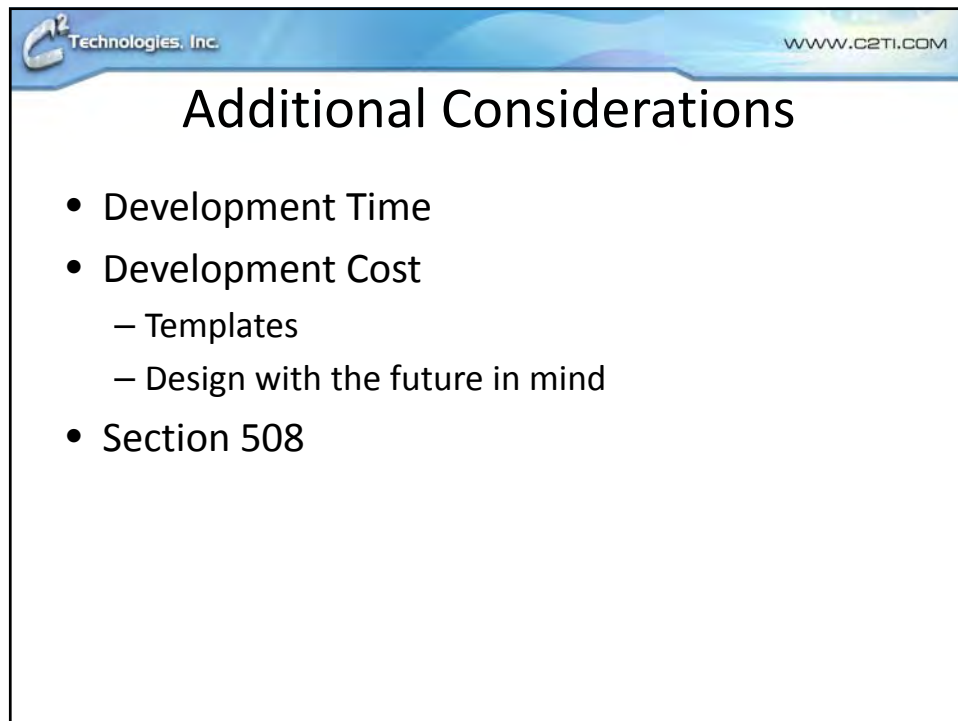 C² Technologies, Inc.
WWW.C2TI.COM
Additional Considerations
• Development Time
• Development Cost
– Templates
– Design with the future in mind
• Section 508